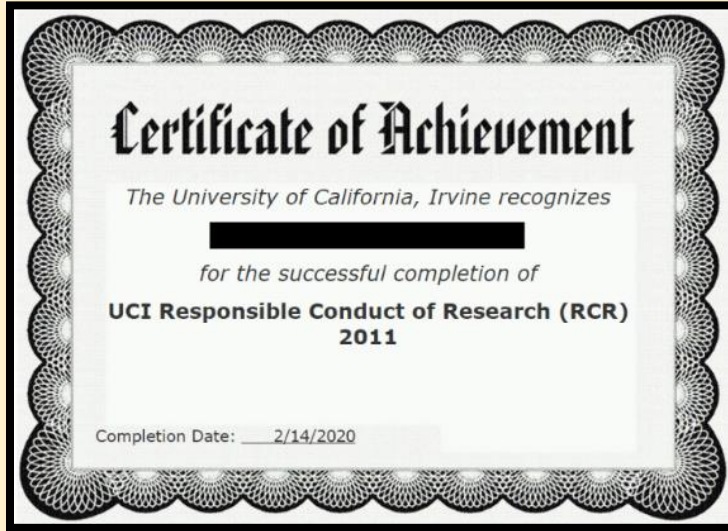 Certificate of Achievement
The University of California, Irvine recognizes
for the successful completion of
UCI Responsible Conduct of Research (RCR)
2011
Completion Date: 2/14/2020